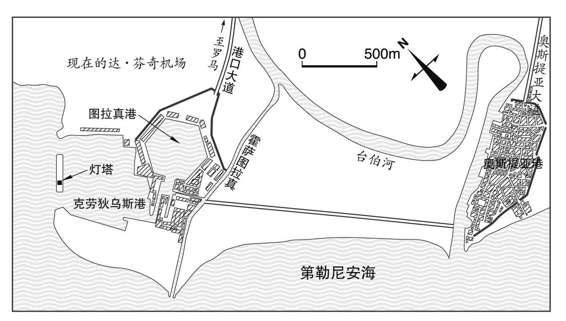 现在的达·芬奇机场
至罗马
港口大道
0 500m
N
奥斯提亚大道
图拉真港
霍萨图拉真
台伯河
奥斯提亚港
灯塔
克劳狄乌斯港
第勒尼安海